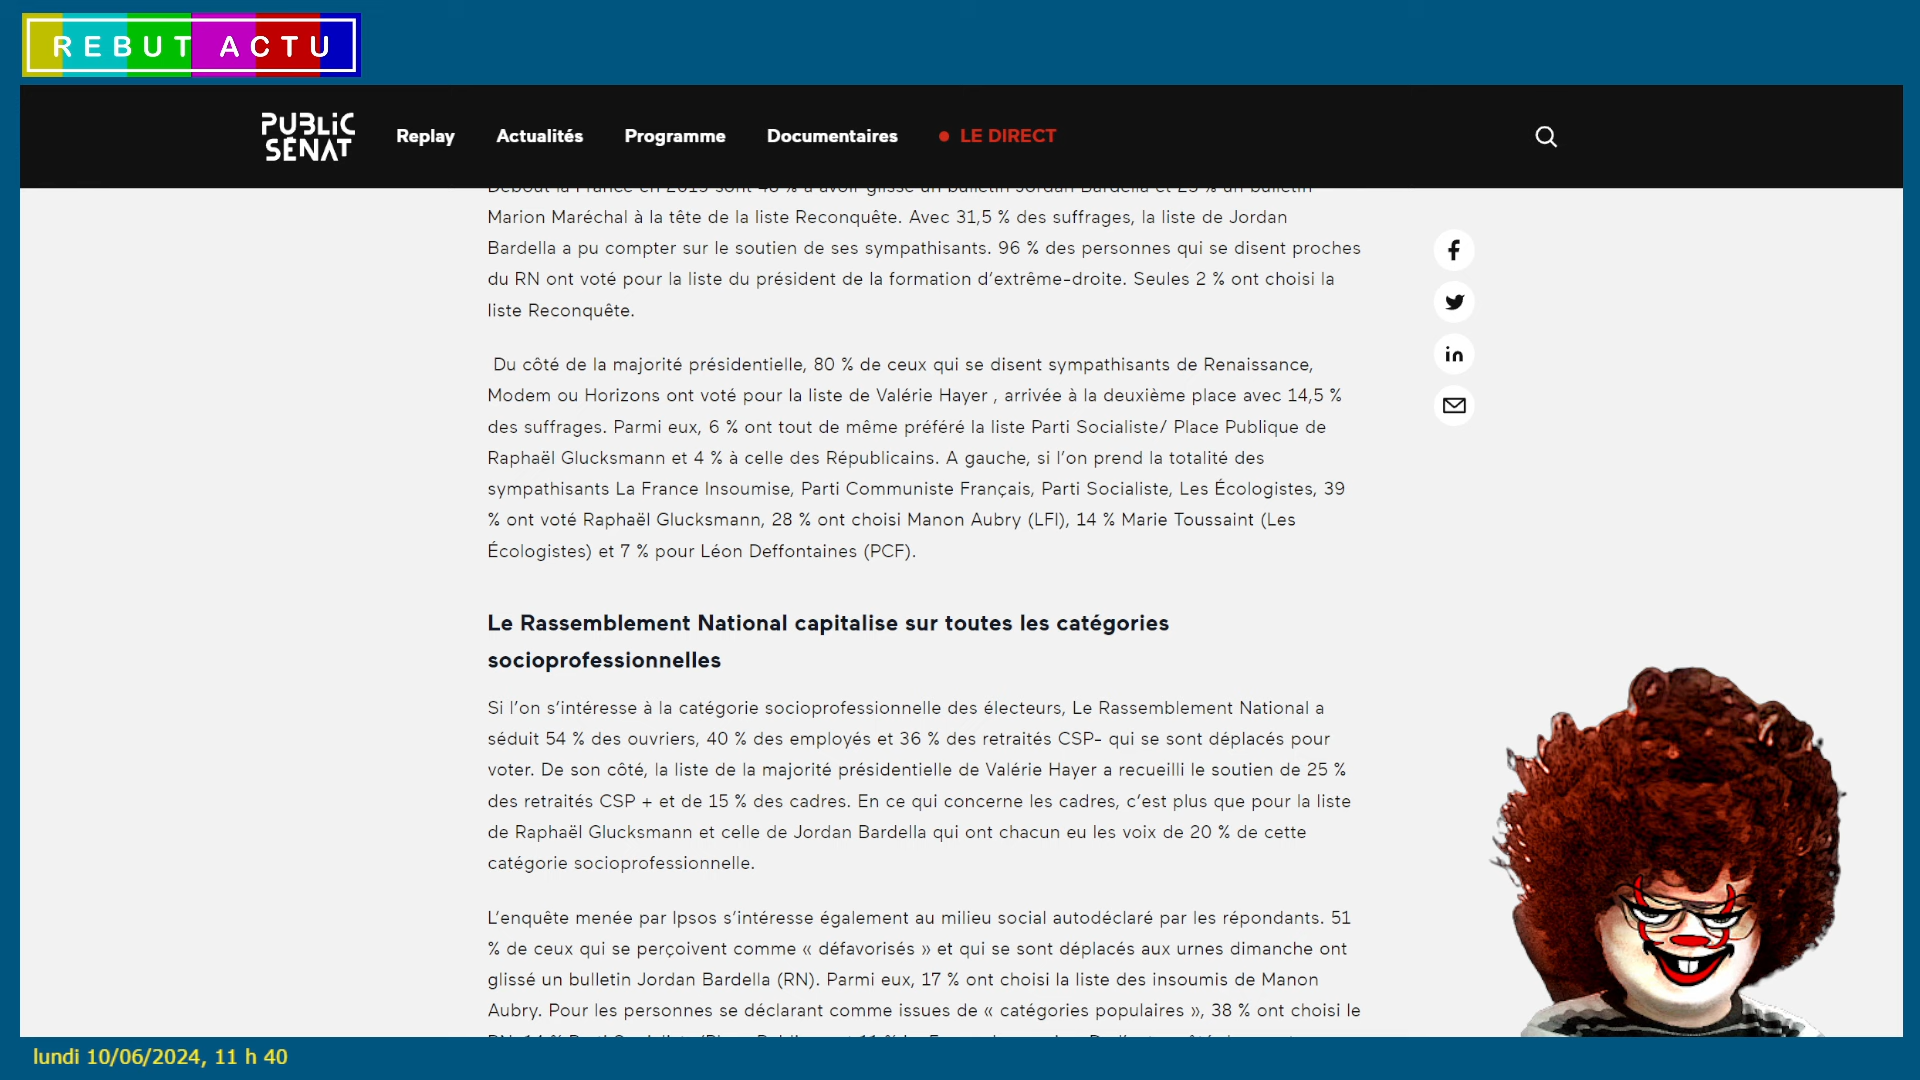 REBUT ACTU
PUBLIC
SÉNAT
Replay
Actualités
Programme
Documentaires
LE DIRECT
Debout la France en 2019 sont 46 % à avoir glissé un bulletin Jordan Bardella et 25 % un bulletin
Marion Maréchal à la tête de la liste Reconquête. Avec 31,5 % des suffrages, la liste de Jordan
Bardella a pu compter sur le soutien de ses sympathisants. 96 % des personnes qui se disent proches
du RN ont voté pour la liste du président de la formation d’extrême-droite. Seules 2 % ont choisi la
liste Reconquête.
Du côté de la majorité présidentielle, 80 % de ceux qui se disent sympathisants de Renaissance,
Modem ou Horizons ont voté pour la liste de Valérie Hayer , arrivée à la deuxième place avec 14,5 %
des suffrages. Parmi eux, 6 % ont tout de même préféré la liste Parti Socialiste/ Place Publique de
Raphaël Glucksmann et 4 % à celle des Républicains. A gauche, si l’on prend la totalité des
sympathisants La France Insoumise, Parti Communiste Français, Parti Socialiste, Les Écologistes, 39
% ont voté Raphaël Glucksmann, 28 % ont choisi Manon Aubry (LFI), 14 % Marie Toussaint (Les
Écologistes) et 7 % pour Léon Deffontaines (PCF).
Le Rassemblement National capitalise sur toutes les catégories
socioprofessionnelles
Si l’on s’intéresse à la catégorie socioprofessionnelle des électeurs, Le Rassemblement National a
séduit 54 % des ouvriers, 40 % des employés et 36 % des retraités CSP- qui se sont déplacés pour
voter. De son côté, la liste de la majorité présidentielle de Valérie Hayer a recueilli le soutien de 25 %
des retraités CSP + et de 15 % des cadres. En ce qui concerne les cadres, c’est plus que pour la liste
de Raphaël Glucksmann et celle de Jordan Bardella qui ont chacun eu les voix de 20 % de cette
catégorie socioprofessionnelle.
L’enquête menée par Ipsos s’intéresse également au milieu social autodéclaré par les répondants. 51
% de ceux qui se perçoivent comme « défavorisés » et qui se sont déplacés aux urnes dimanche ont
glissé un bulletin Jordan Bardella (RN). Parmi eux, 17 % ont choisi la liste des insoumis de Manon
Aubry. Pour les personnes se déclarant comme issues de « catégories populaires », 38 % ont choisi le
lundi 10/06/2024, 11 h 40